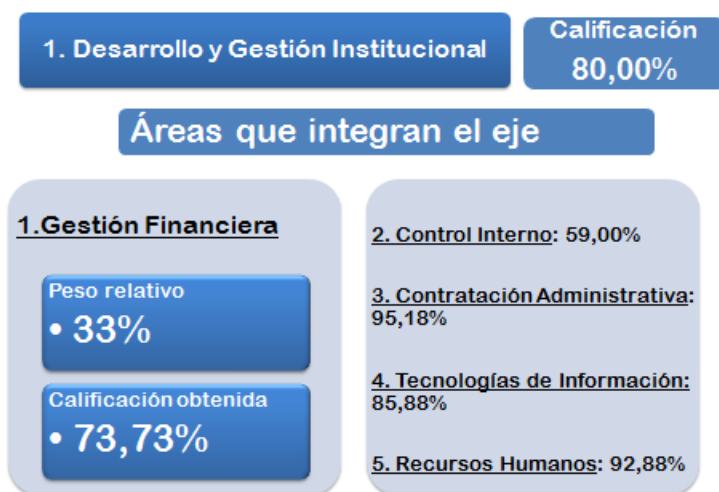 1. Desarrollo y Gestión Institucional
Calificación
80,00%
Áreas que integran el eje
1.Gestión Financiera
Peso relativo
• 33%
Calificación obtenida
• 73,73%
2. Control Interno: 59,00%
3. Contratación Administrativa:
95,18%
4. Tecnologías de Información:
85,88%
5. Recursos Humanos: 92,88%